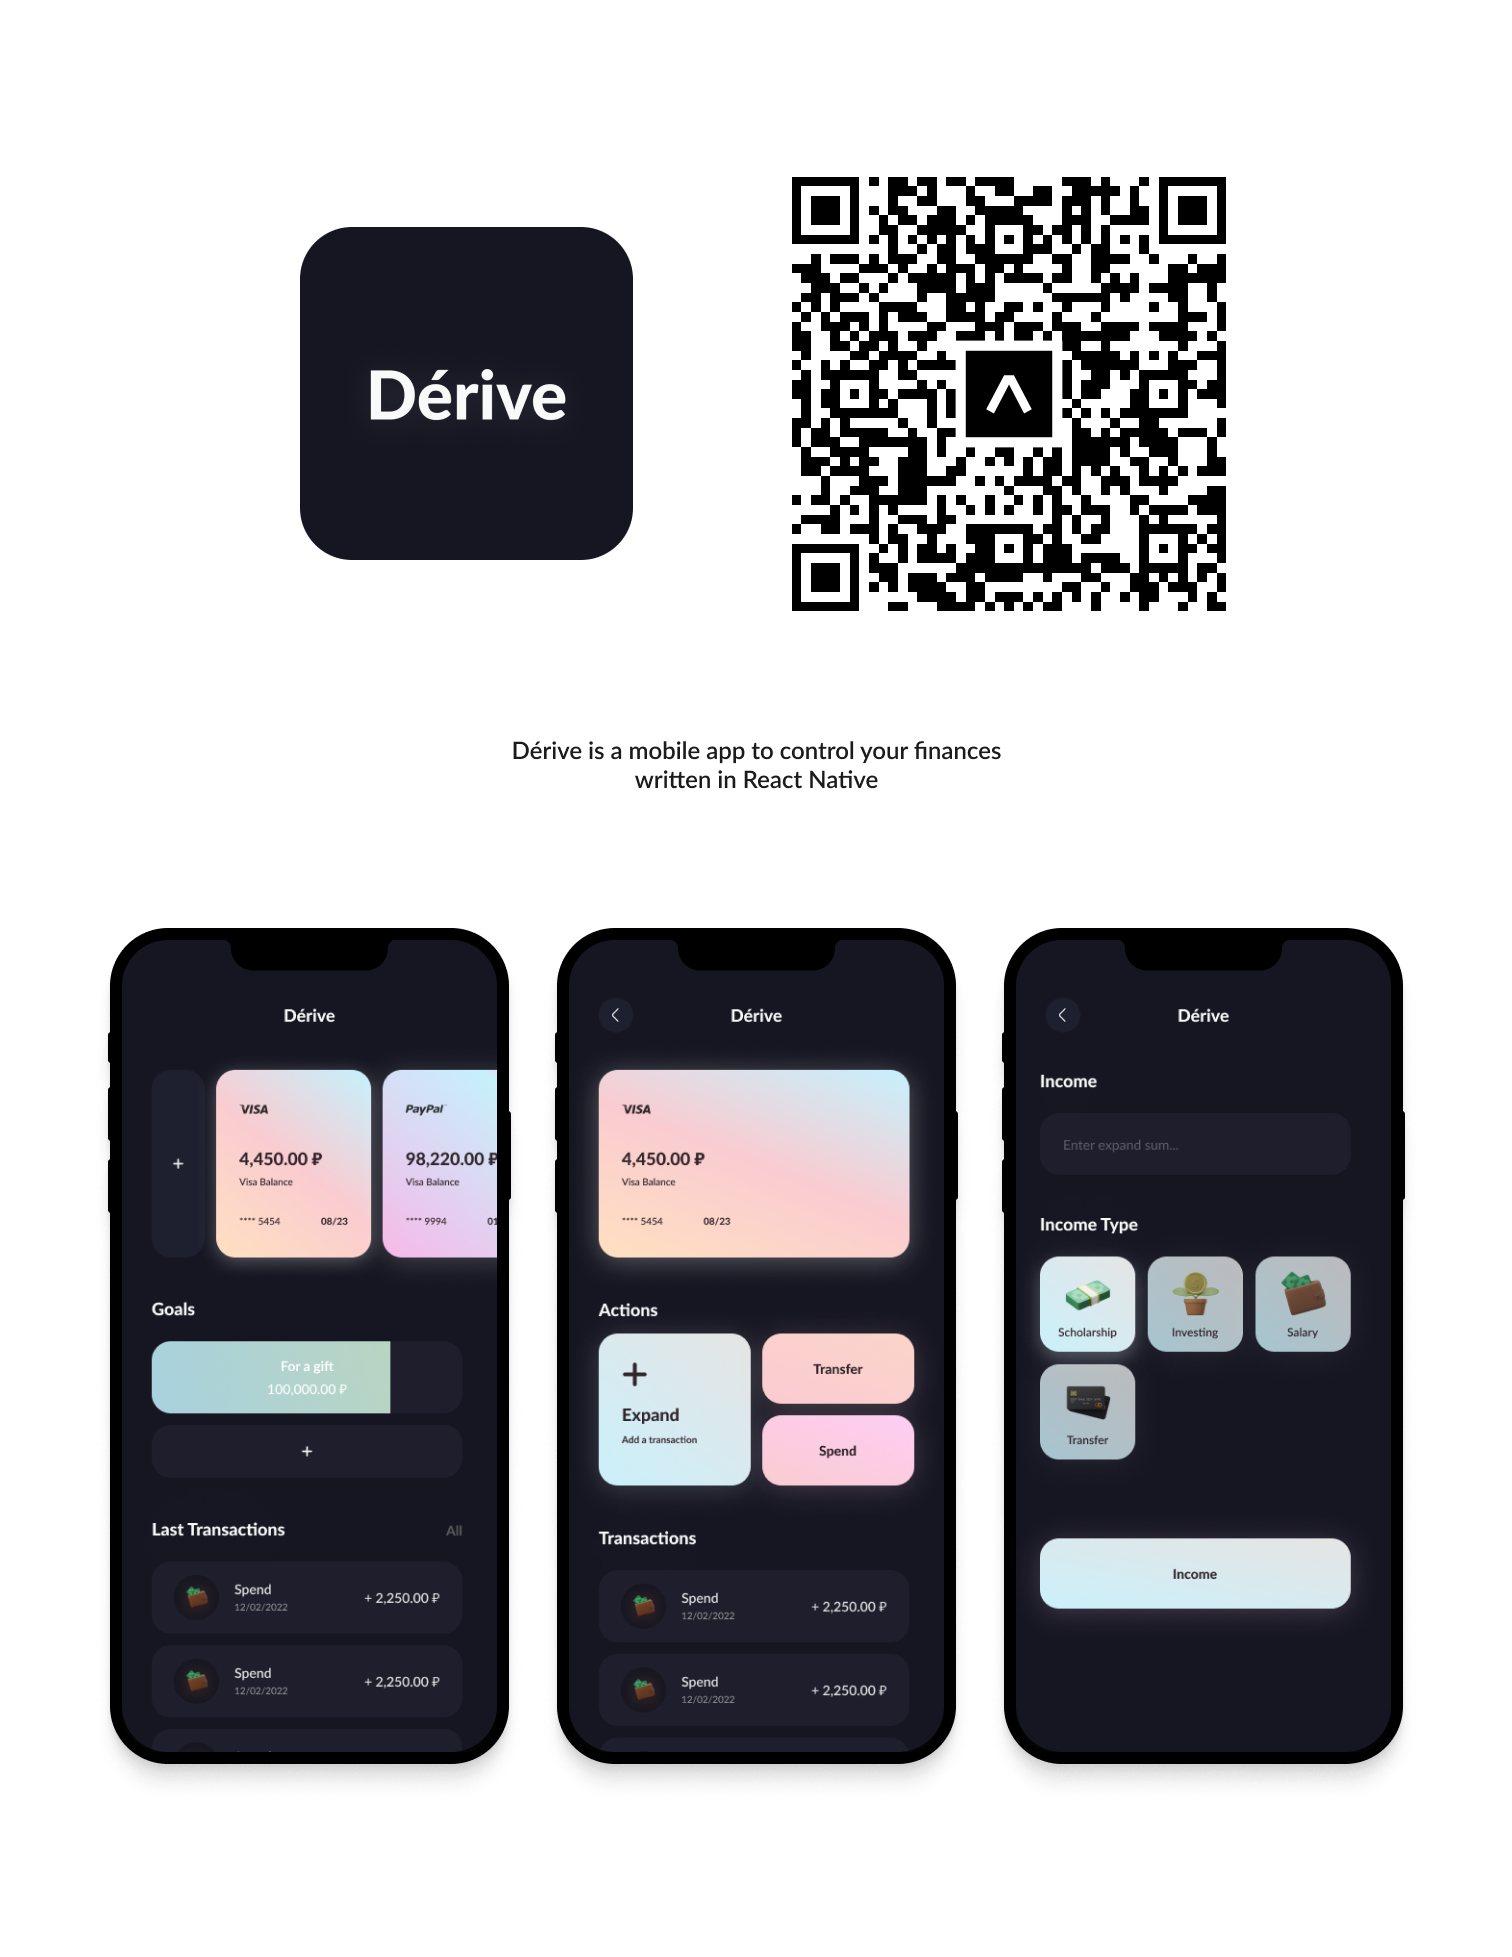 Dérive
Dérive is a mobile app to control your finances
written in React Native
Dérive
+
VISA
4,450.00 ₽
Visa Balance
**** 5454 08/23
PayPal
98,220.00 ₽
Visa Balance
**** 9994 01
Goals
For a gift
100,000.00 ₽
+
Last Transactions All
Spend
12/02/2022
+ 2,250.00 ₽
Spend
12/02/2022
+ 2,250.00 ₽
Dérive
VISA
4,450.00 ₽
Visa Balance
**** 5454 08/23
Actions
Expand
Add a transaction
Transfer
Spend
Transactions
Spend
12/02/2022
+ 2,250.00 ₽
Spend
12/02/2022
+ 2,250.00 ₽
Dérive
Income
Enter expand sum...
Income Type
Scholarship
Investing
Salary
Transfer
Income